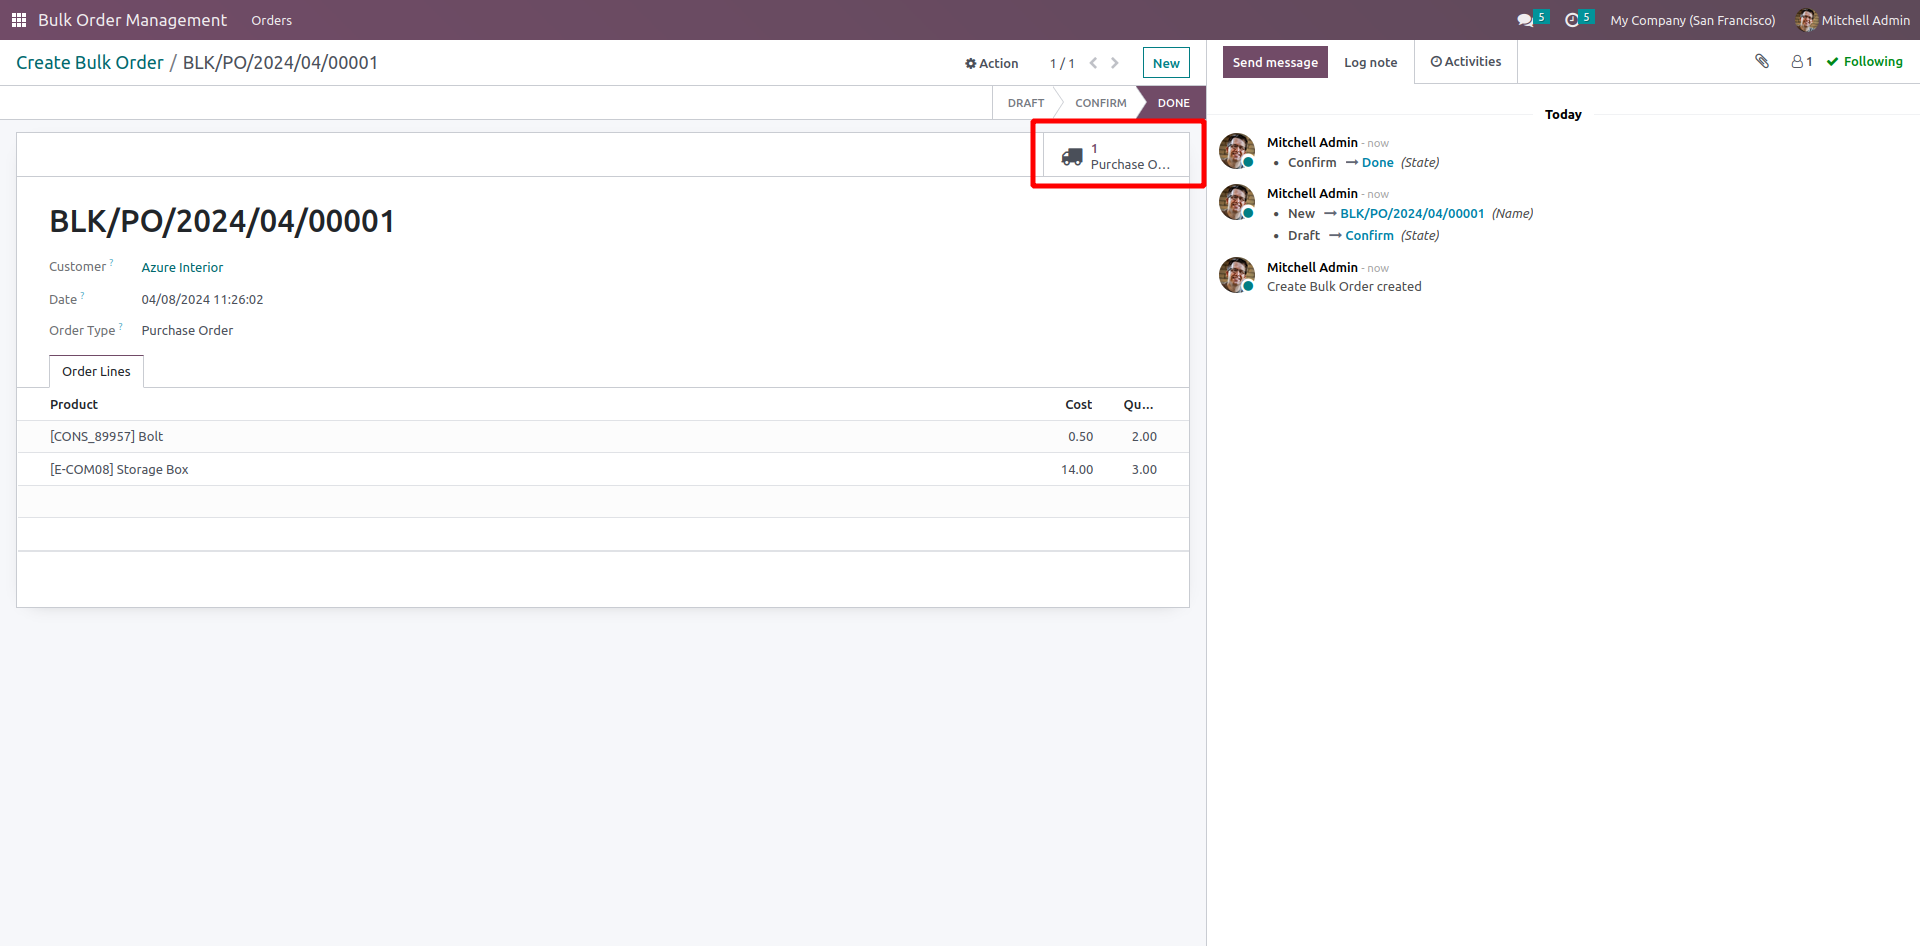 Bulk Order Management Orders 5 5 My Company (San Francisco) Mitchell Admin
Create Bulk Order / BLK/PO/2024/04/00001 Action 1 / 1 New
DRAFT CONFIRM DONE
1
Purchase O...
BLK/PO/2024/04/00001
Customer ? Azure Interior
Date ? 04/08/2024 11:26:02
Order Type ? Purchase Order
Order Lines
Product Cost Qu...
[CONS_89957] Bolt 0.50 2.00
[E-COM08] Storage Box 14.00 3.00
Send message Log note Activities 1 Following
Today
Mitchell Admin - now
• Confirm → Done (State)
Mitchell Admin - now
• New → BLK/PO/2024/04/00001 (Name)
• Draft → Confirm (State)
Mitchell Admin - now
Create Bulk Order created